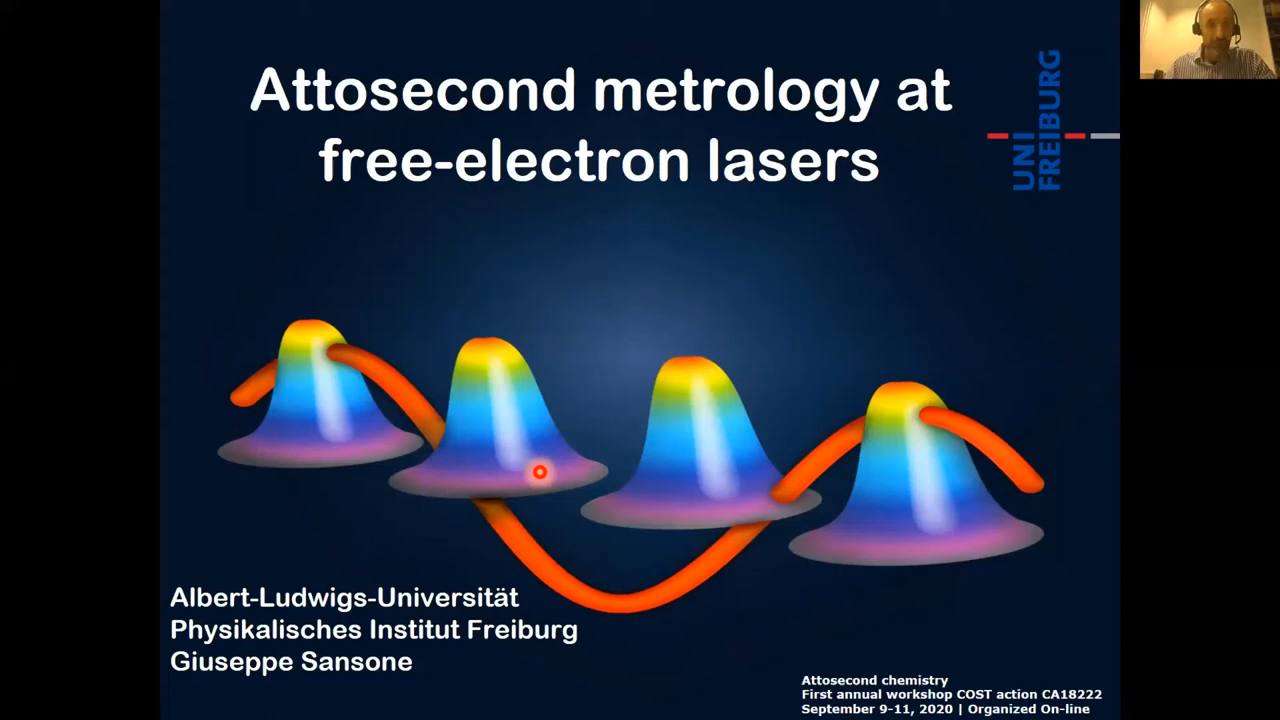 Attosecond metrology at
free-electron lasers
UNI
FREIBURG
Albert-Ludwigs-Universität
Physikalisches Institut Freiburg
Giuseppe Sansone
Attosecond chemistry
First annual workshop COST action CA18222
September 9-11, 2020 | Organized On-line